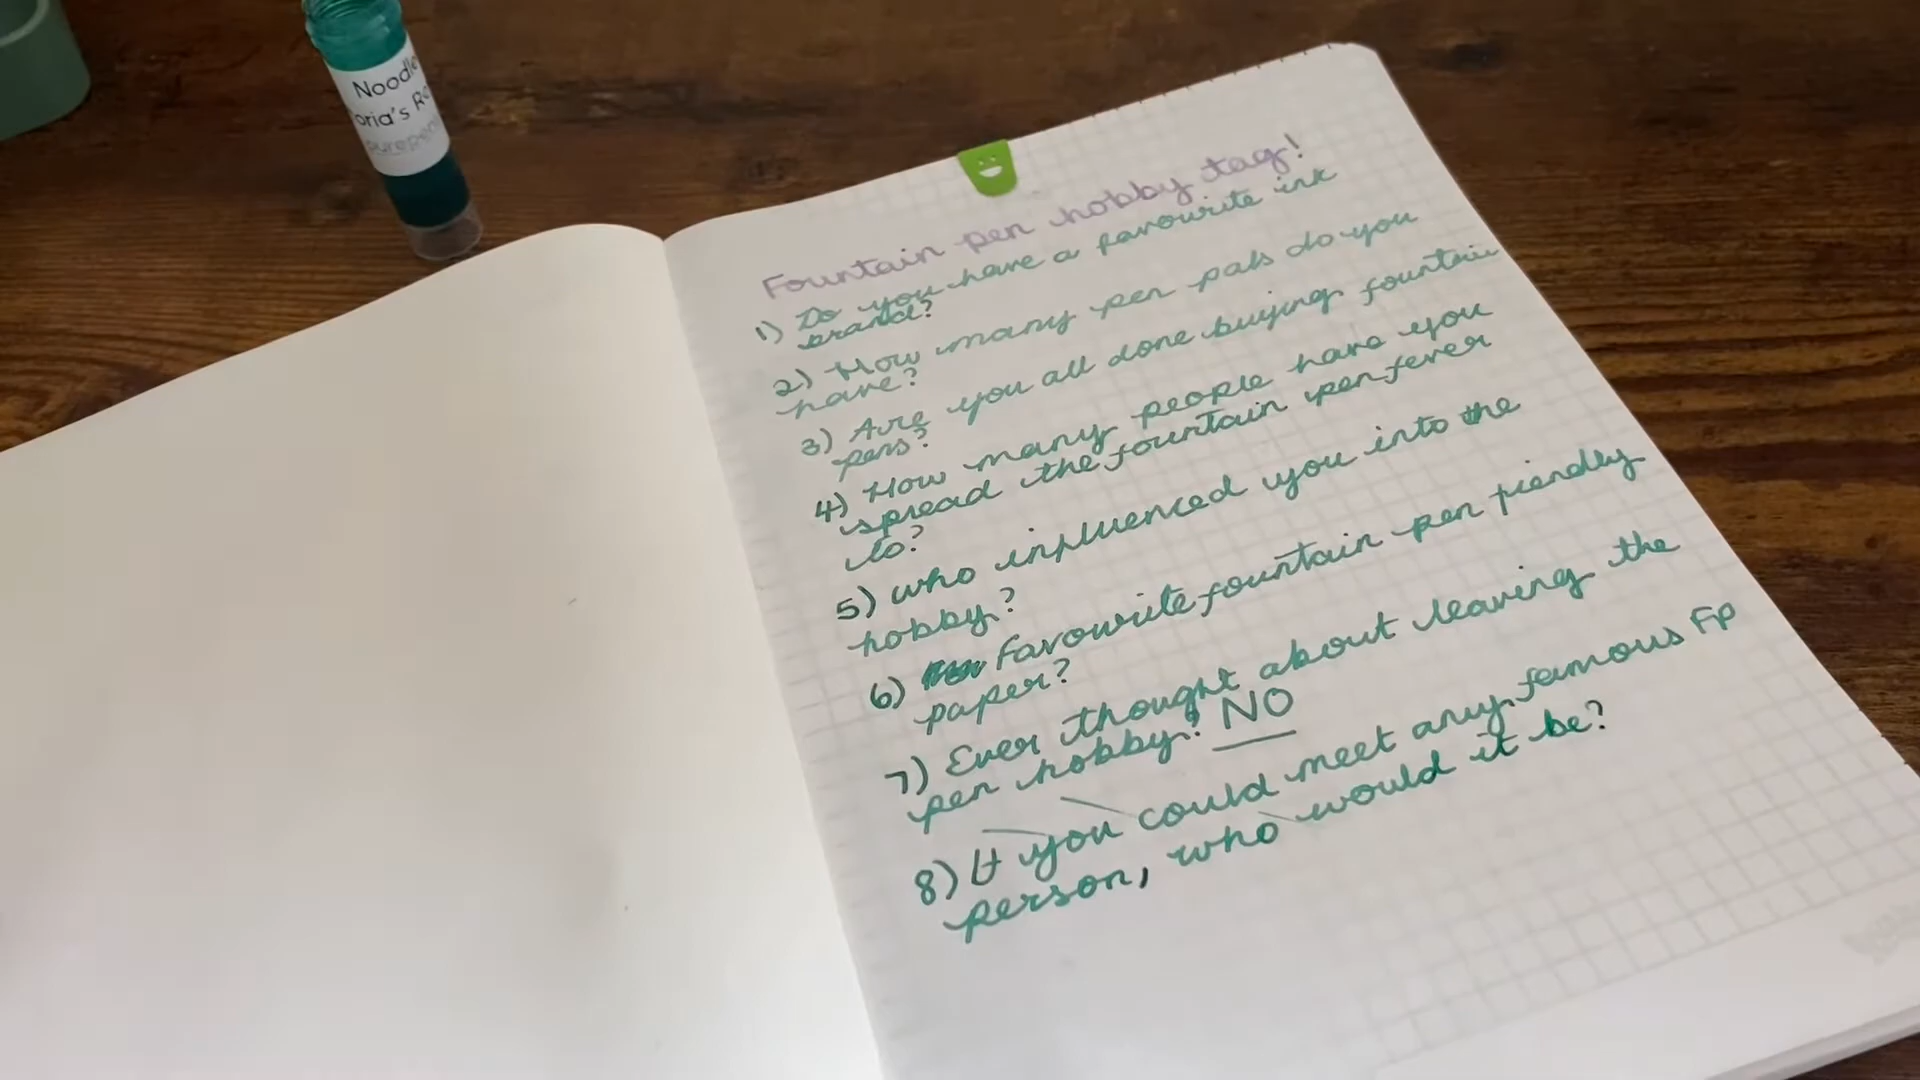 Noodle
oria's Ro
purepe
Fountain pen hobby tag!
1) Do you have a favourite ink
brand?
2) How many pen pals do you
have?
3) Are you all done buying fountain
pens?
4) How many people have you
spread the fountain pen fever
to?
5) who influenced you into the
hobby?
6) favourite fountain pen friendly
paper?
7) Ever thought about leaving the
pen hobby? NO
8) If you could meet any famous FP
person, who would it be?